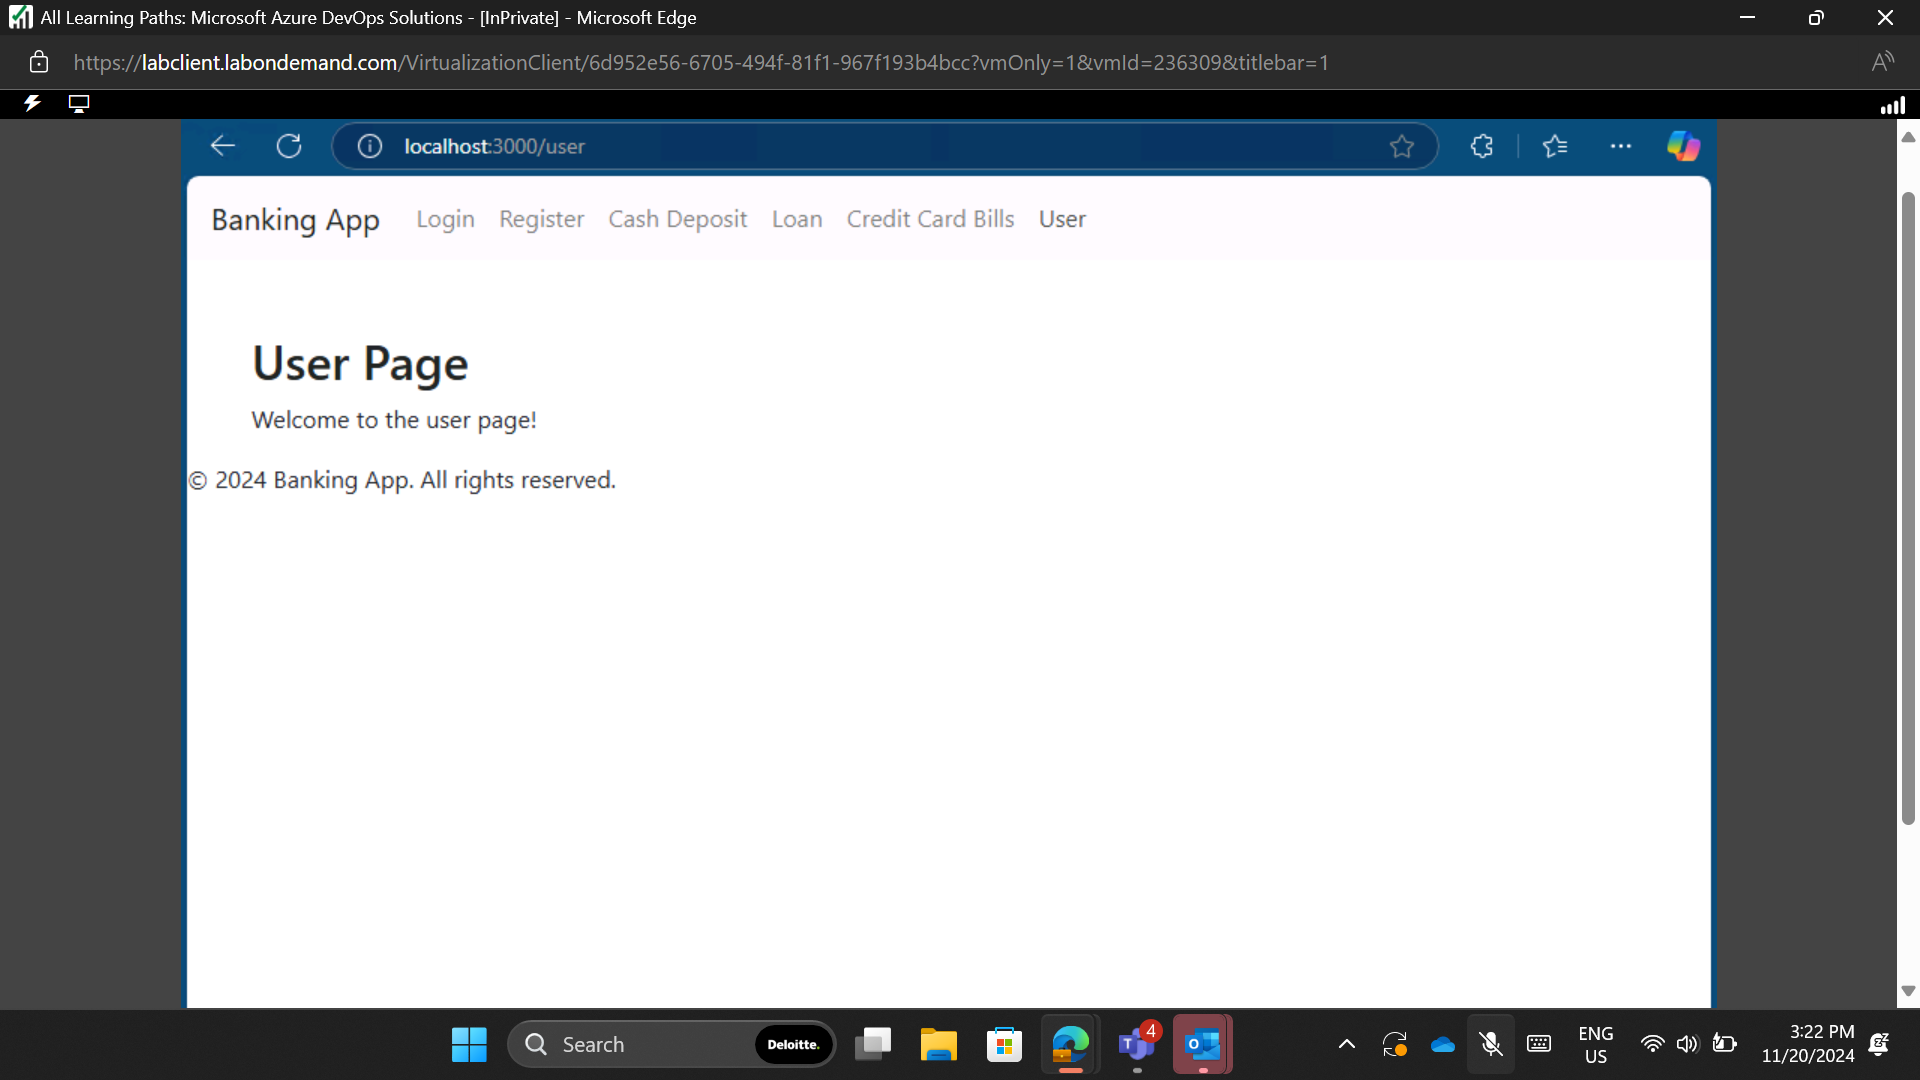 All Learning Paths: Microsoft Azure DevOps Solutions - [InPrivate] - Microsoft Edge
https://labclient.labondemand.com/VirtualizationClient/6d952e56-6705-494f-81f1-967f193b4bcc?vmOnly=1&vmId=236309&titlebar=1
localhost:3000/user
Banking App Login Register Cash Deposit Loan Credit Card Bills User
User Page
Welcome to the user page!
© 2024 Banking App. All rights reserved.
Search Deloitte. 4 ENG US 3:22 PM 11/20/2024